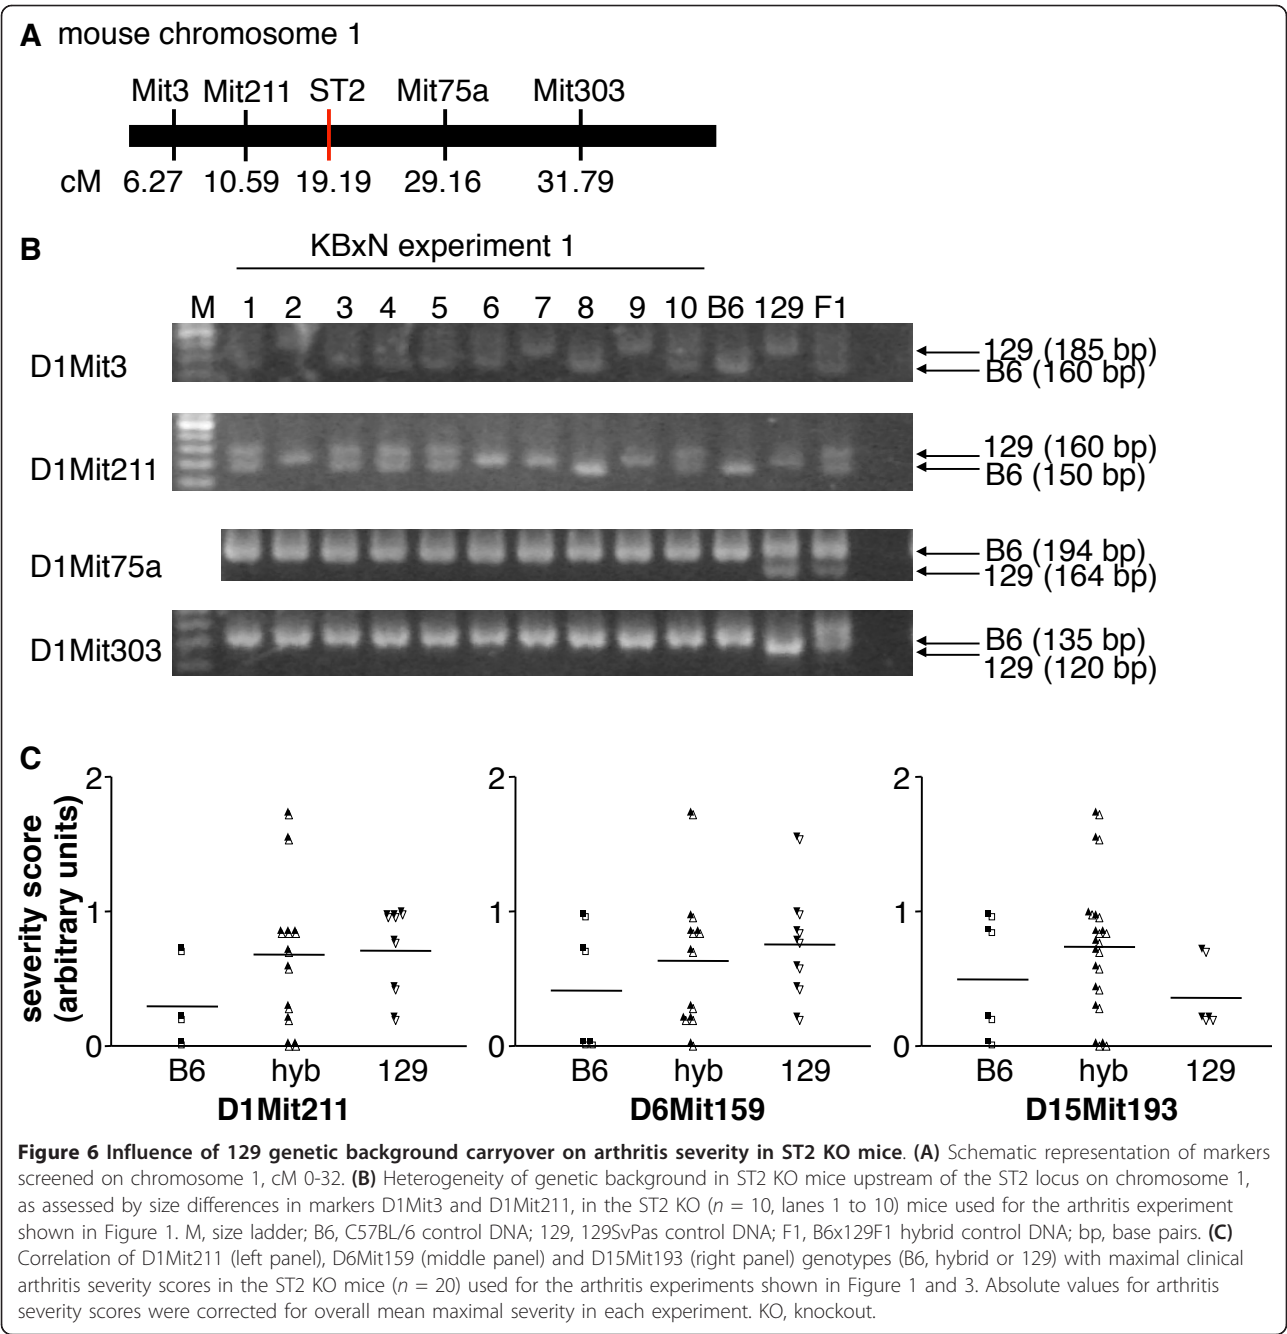 A mouse chromosome 1
Mit3 Mit211 ST2 Mit75a Mit303
cM 6.27 10.59 19.19 29.16 31.79
B
KBxN experiment 1
M 1 2 3 4 5 6 7 8 9 10 B6 129 F1
D1Mit3
129 (185 bp)
B6 (160 bp)
D1Mit211
129 (160 bp)
B6 (150 bp)
D1Mit75a
B6 (194 bp)
129 (164 bp)
D1Mit303
B6 (135 bp)
129 (120 bp)
C
severity score
(arbitrary units)
2
1
0
B6 hyb 129
D1Mit211
2
1
0
B6 hyb 129
D6Mit159
2
1
0
B6 hyb 129
D15Mit193
Figure 6 Influence of 129 genetic background carryover on arthritis severity in ST2 KO mice. (A) Schematic representation of markers
screened on chromosome 1, cM 0-32. (B) Heterogeneity of genetic background in ST2 KO mice upstream of the ST2 locus on chromosome 1,
as assessed by size differences in markers D1Mit3 and D1Mit211, in the ST2 KO (n = 10, lanes 1 to 10) mice used for the arthritis experiment
shown in Figure 1. M, size ladder; B6, C57BL/6 control DNA; 129, 129SvPas control DNA; F1, B6x129F1 hybrid control DNA; bp, base pairs. (C)
Correlation of D1Mit211 (left panel), D6Mit159 (middle panel) and D15Mit193 (right panel) genotypes (B6, hybrid or 129) with maximal clinical
arthritis severity scores in the ST2 KO mice (n = 20) used for the arthritis experiments shown in Figure 1 and 3. Absolute values for arthritis
severity scores were corrected for overall mean maximal severity in each experiment. KO, knockout.